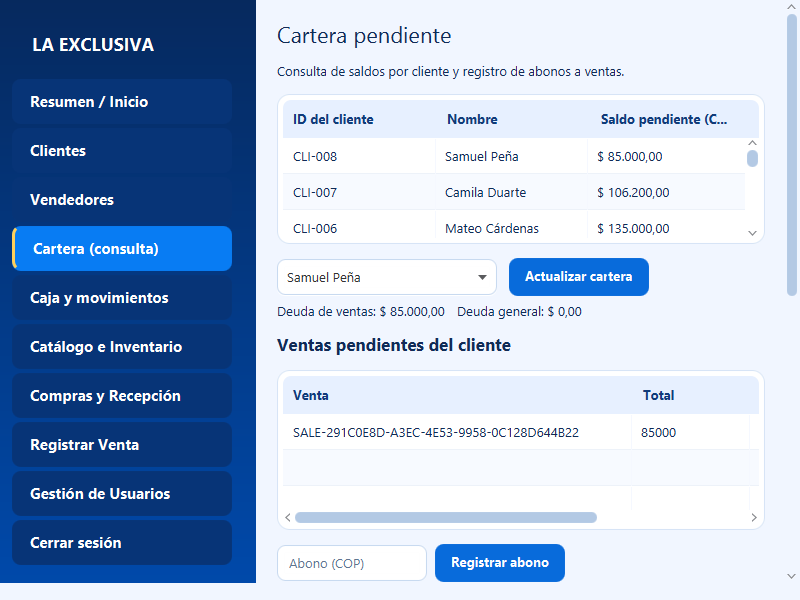 LA EXCLUSIVA
Resumen / Inicio
Clientes
Vendedores
Cartera (consulta)
Caja y movimientos
Catálogo e Inventario
Compras y Recepción
Registrar Venta
Gestión de Usuarios
Cerrar sesión
Cartera pendiente
Consulta de saldos por cliente y registro de abonos a ventas.
ID del cliente Nombre Saldo pendiente (C...
CLI-008 Samuel Peña $ 85.000,00
CLI-007 Camila Duarte $ 106.200,00
CLI-006 Mateo Cárdenas $ 135.000,00
Samuel Peña Actualizar cartera
Deuda de ventas: $ 85.000,00 Deuda general: $ 0,00
Ventas pendientes del cliente
Venta Total
SALE-291C0E8D-A3EC-4E53-9958-0C128D644B22 85000
Abono (COP) Registrar abono